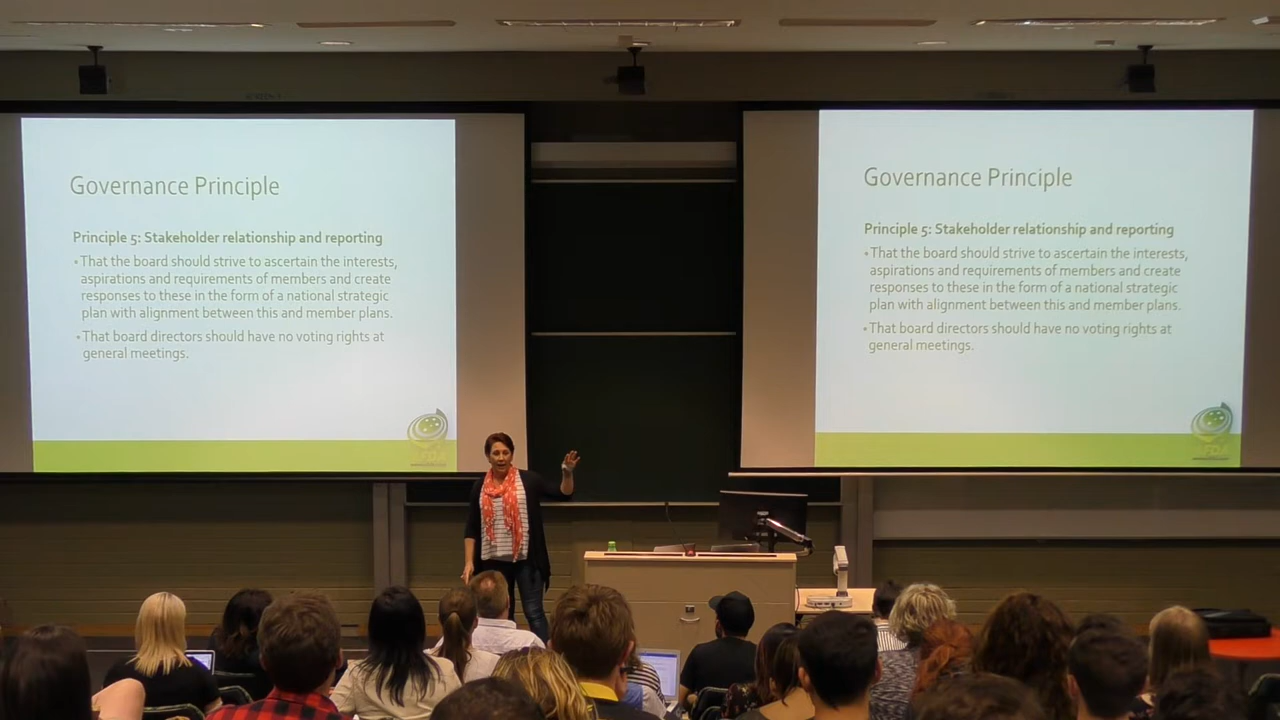 Governance Principle
Principle 5: Stakeholder relationship and reporting
•That the board should strive to ascertain the interests,
aspirations and requirements of members and create
responses to these in the form of a national strategic
plan with alignment between this and member plans.
•That board directors should have no voting rights at
general meetings.
Governance Principle
Principle 5: Stakeholder relationship and reporting
•That the board should strive to ascertain the interests,
aspirations and requirements of members and create
responses to these in the form of a national strategic
plan with alignment between this and member plans.
•That board directors should have no voting rights at
general meetings.